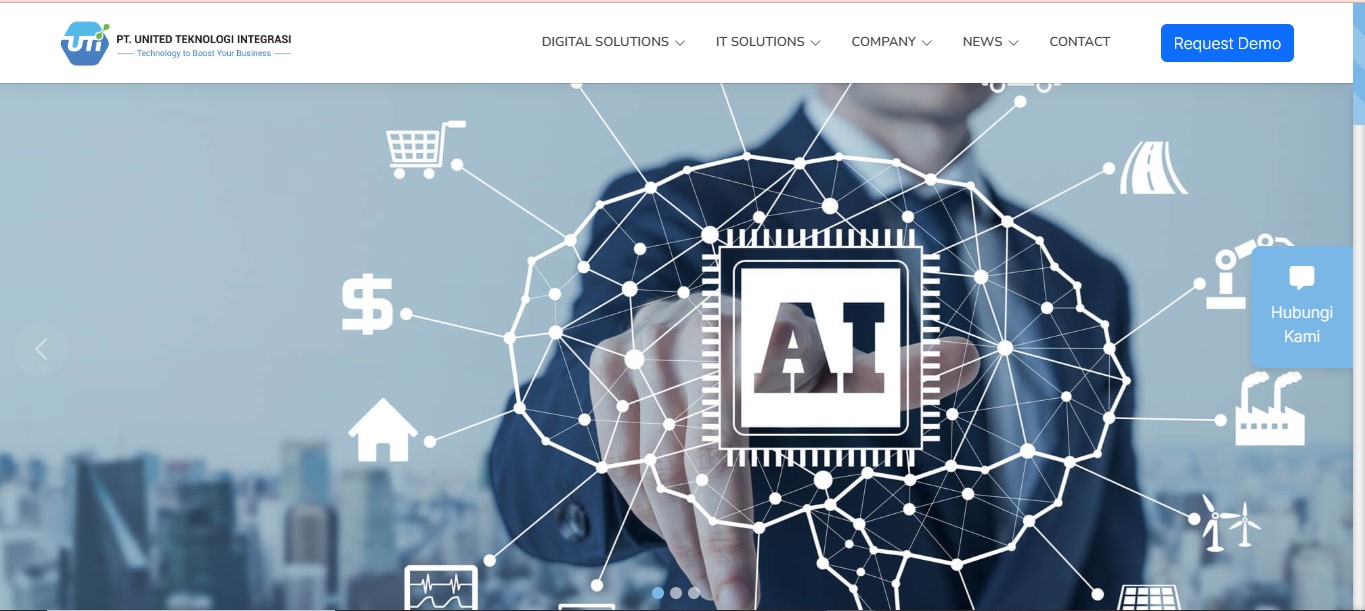 UTI
PT. UNITED TEKNOLOGI INTEGRASI
Technology to Boost Your Business
DIGITAL SOLUTIONS
IT SOLUTIONS
COMPANY
NEWS
CONTACT
Request Demo
$
AI
Hubungi
Kami